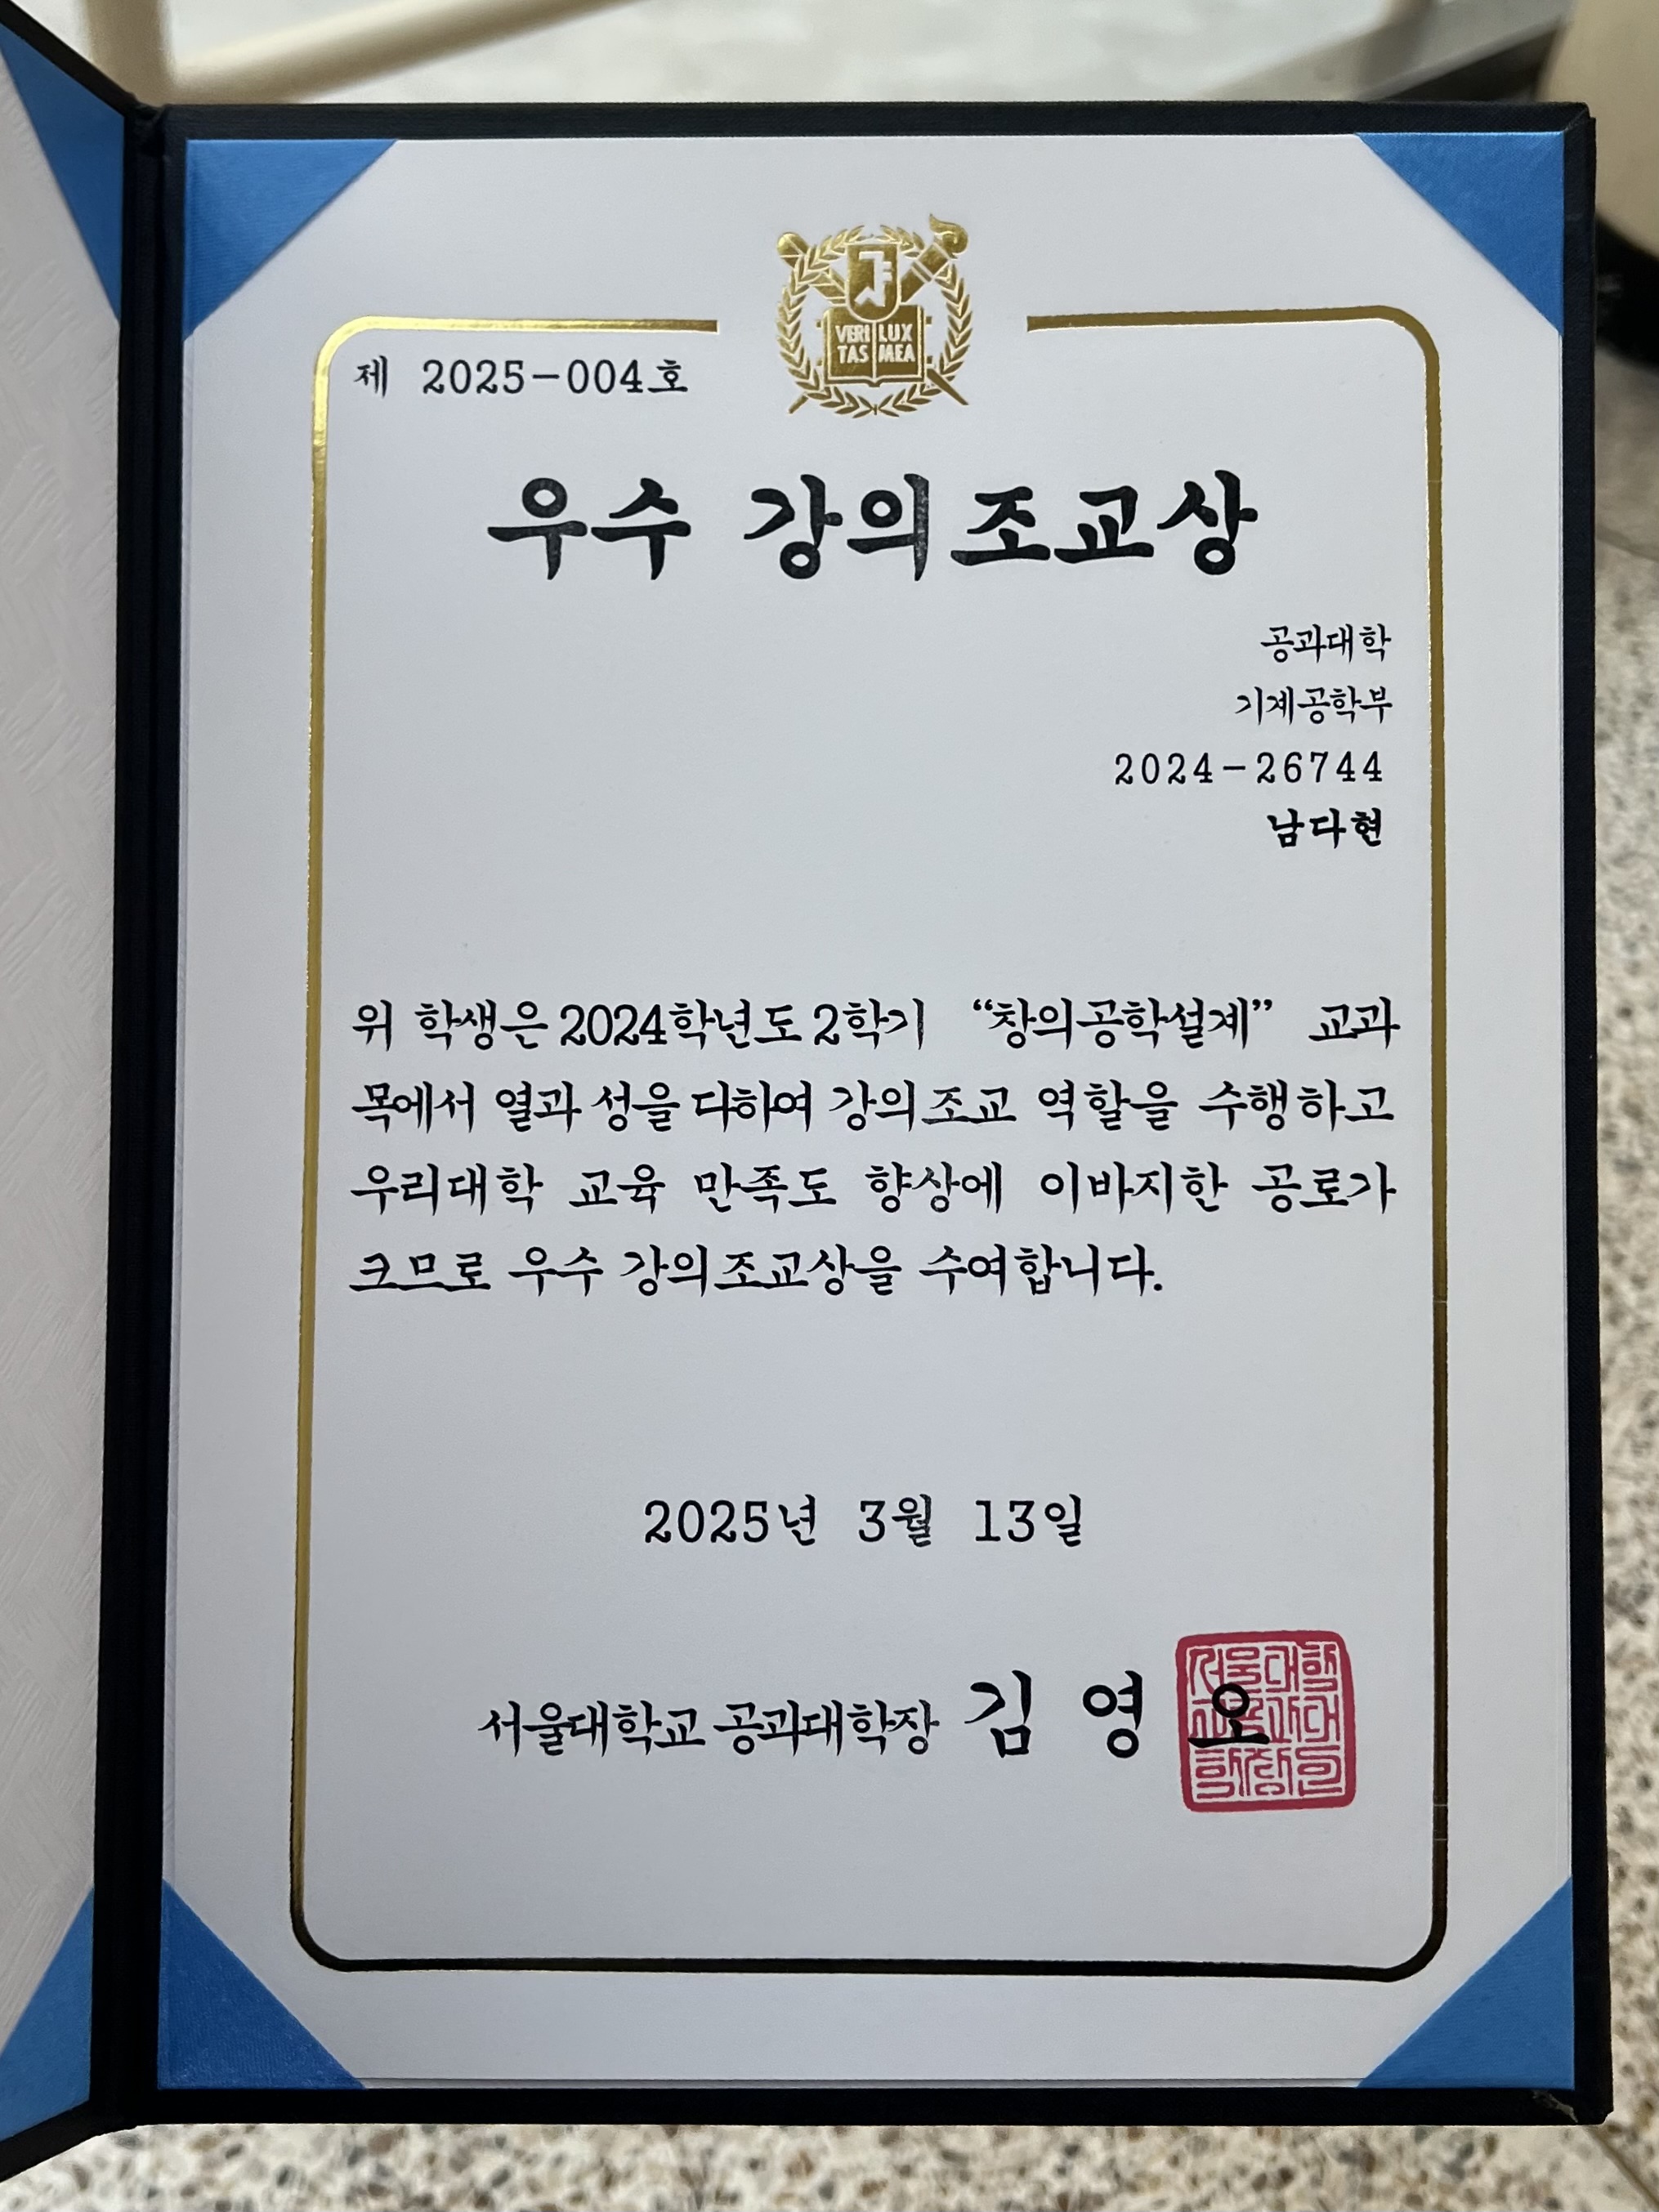 VERI LUX
TAS MEA
제 2025-004호
우수 강의조교상
공과대학
기계공학부
2024-26744
남다현
위 학생은 2024학년도 2학기 “창의공학설계” 교과
목에서 열과 성을 다하여 강의조교 역할을 수행하고
우리대학 교육 만족도 향상에 이바지한 공로가
크므로 우수 강의조교상을 수여합니다.
2025년 3월 13일
서울대학교 공과대학장 김 영 오
서울대학
교공과대
학장인